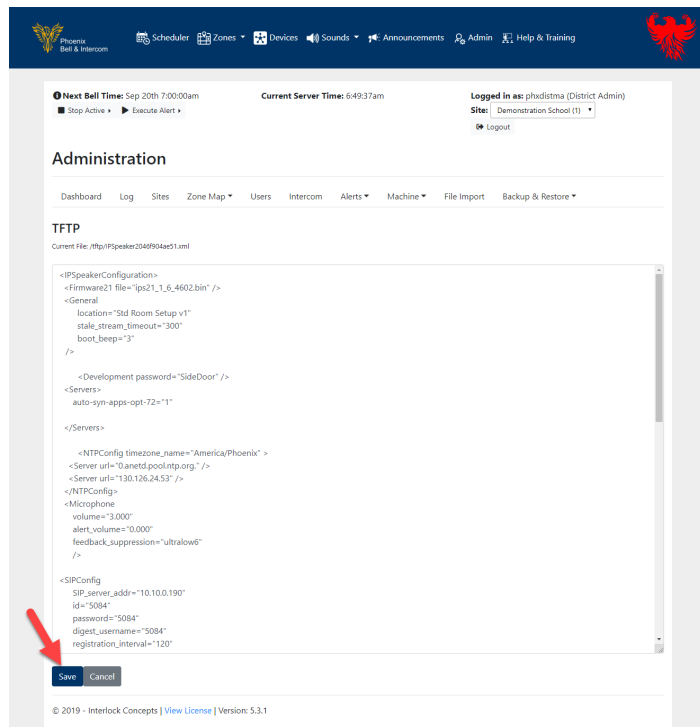 Phoenix
Bell & Intercom
Scheduler Zones Devices Sounds Announcements Admin Help & Training
Next Bell Time: Sep 20th 7:00:00am
Stop Active Execute Alert
Current Server Time: 6:49:37am
Logged in as: phxdistma (District Admin)
Site: Demonstration School (1)
Logout
Administration
Dashboard Log Sites Zone Map Users Intercom Alerts Machine File Import Backup & Restore
TFTP
Current File: /tftp/IPSpeaker2046f904ae51.xml
<IPSpeakerConfiguration>
<Firmware21 file="ips21_1_6_4602.bin" />
<General
location="Std Room Setup v1"
stale_stream_timeout="300"
boot_beep="3"
/>
<Development password="SideDoor" />
<Servers>
auto-syn-apps-opt-72="1"
</Servers>
<NTPConfig timezone_name="America/Phoenix" >
<Server url="0.anetd.pool.ntp.org." />
<Server url="130.126.24.53" />
</NTPConfig>
<Microphone
volume="3.000"
alert_volume="0.000"
feedback_suppression="ultralow6"
/>
<SIPConfig
SIP_server_addr="10.10.0.190"
id="5084"
password="5084"
digest_username="5084"
registration_interval="120"
Save Cancel
© 2019 - Interlock Concepts | View License | Version: 5.3.1